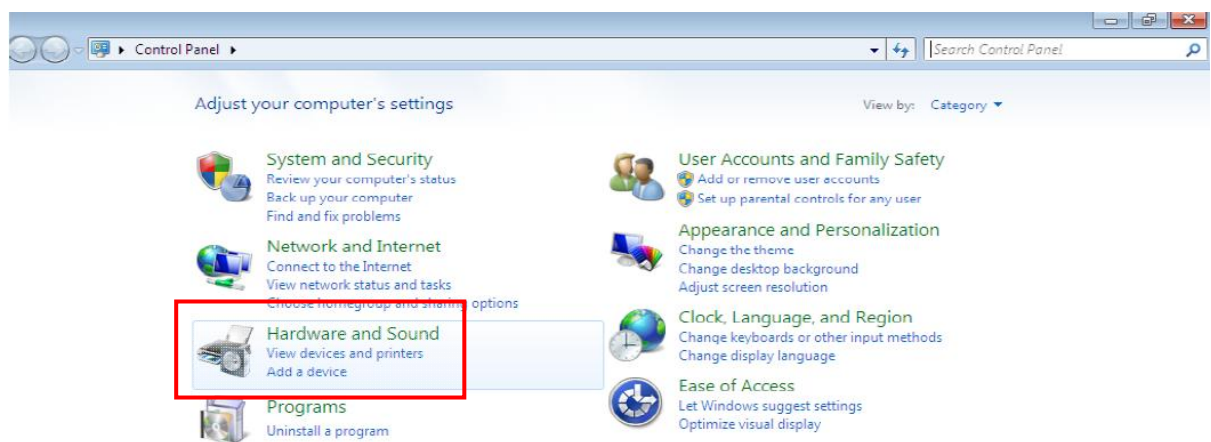 Control Panel
Search Control Panel
Adjust your computer's settings
View by: Category
System and Security
Review your computer's status
Back up your computer
Find and fix problems
Network and Internet
Connect to the Internet
View network status and tasks
Choose homegroup and sharing options
Hardware and Sound
View devices and printers
Add a device
Programs
Uninstall a program
User Accounts and Family Safety
Add or remove user accounts
Set up parental controls for any user
Appearance and Personalization
Change the theme
Change desktop background
Adjust screen resolution
Clock, Language, and Region
Change keyboards or other input methods
Change display language
Ease of Access
Let Windows suggest settings
Optimize visual display